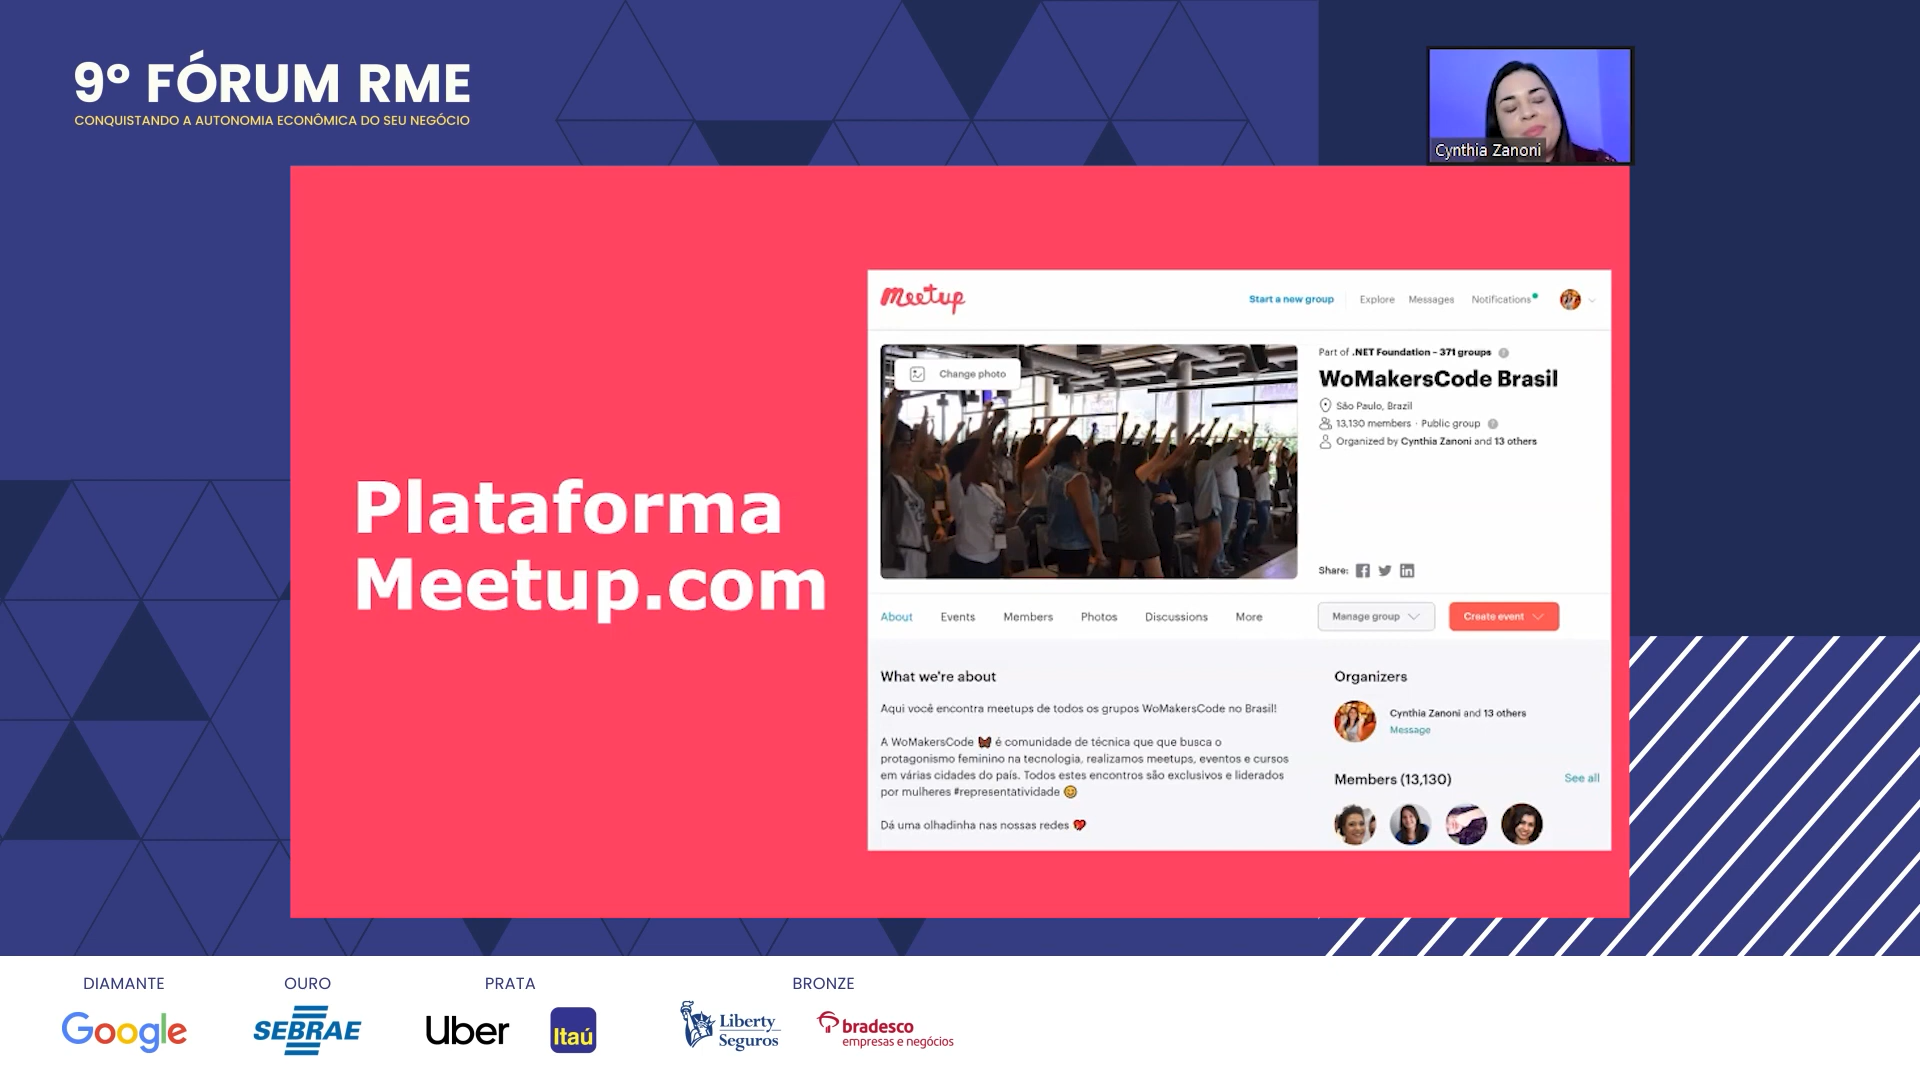 9º FÓRUM RME
CONQUISTANDO A AUTONOMIA ECONÔMICA DO SEU NEGÓCIO
Cynthia Zanoni
Plataforma
Meetup.com
Meetup
Start a new group
Explore
Messages
Notifications
Change photo
Part of .NET Foundation - 371 groups
WoMakersCode Brasil
São Paulo, Brazil
13,130 members · Public group
Organized by Cynthia Zanoni and 13 others
Share:
About
Events
Members
Photos
Discussions
More
Manage group
Create event
What we're about
Aqui você encontra meetups de todos os grupos WoMakersCode no Brasil!
A WoMakersCode 🦋 é comunidade de técnica que que busca o
protagonismo feminino na tecnologia, realizamos meetups, eventos e cursos
em várias cidades do país. Todos estes encontros são exclusivos e liderados
por mulheres #representatividade 😊
Dá uma olhadinha nas nossas redes ❤
Organizers
Cynthia Zanoni and 13 others
Message
Members (13,130)
See all
DIAMANTE
Google
OURO
SEBRAE
PRATA
Uber
Itaú
BRONZE
Liberty
Seguros
bradesco
empresas e negócios